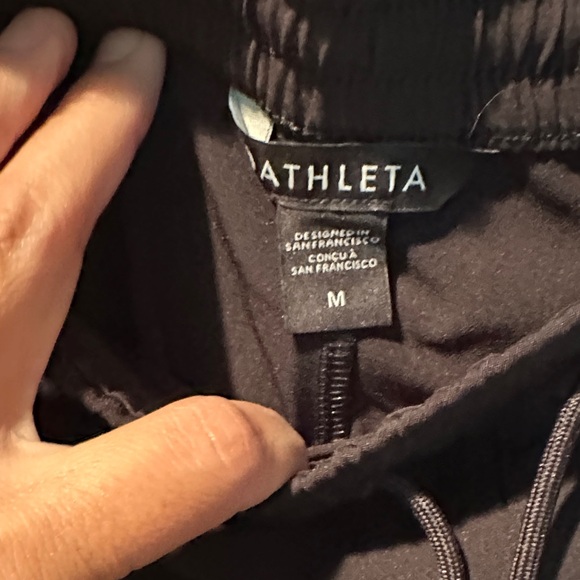 ATHLETA
DESIGNED IN
SAN FRANCISCO
CONÇU À
SAN FRANCISCO
M